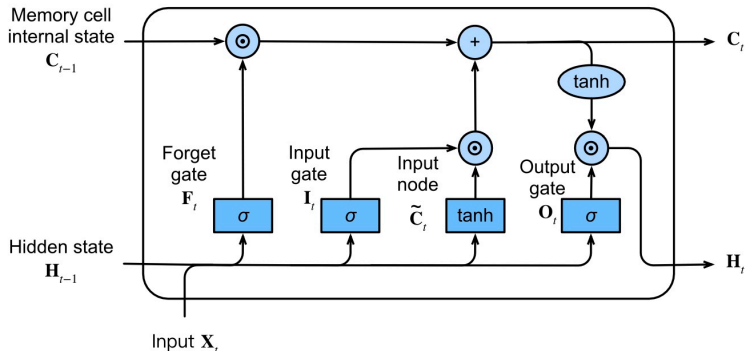 Memory cell
internal state
C_{t−1}
C_t
⊙
+
tanh
Forget
gate
F_t
Input
gate
I_t
Input
node
C̃_t
⊙
Output
gate
O_t
⊙
σ
σ
tanh
σ
Hidden state
H_{t−1}
H_t
Input X_t